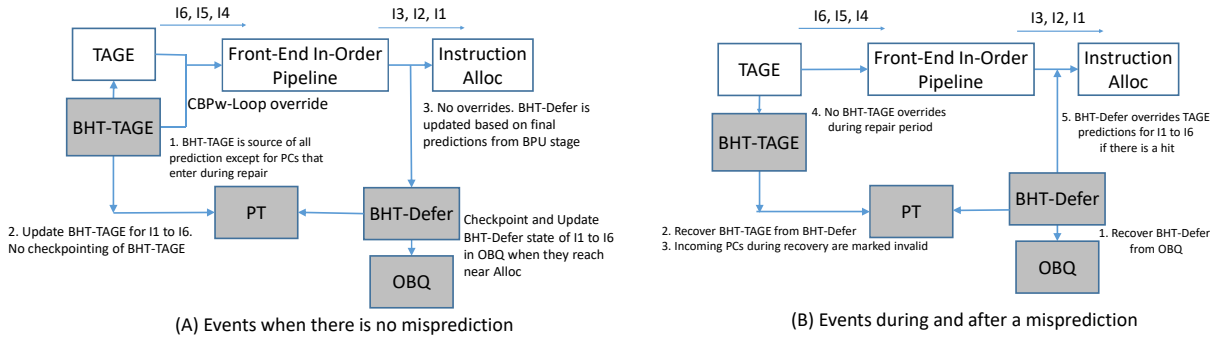 I6, I5, I4
I3, I2, I1
TAGE
Front-End In-Order
Pipeline
Instruction
Alloc
CBPw-Loop override
BHT-TAGE
1. BHT-TAGE is source of all
prediction except for PCs that
enter during repair
3. No overrides. BHT-Defer is
updated based on final
predictions from BPU stage
PT
BHT-Defer
2. Update BHT-TAGE for I1 to I6.
No checkpointing of BHT-TAGE
Checkpoint and Update
BHT-Defer state of I1 to I6
in OBQ when they reach
near Alloc
OBQ
(A) Events when there is no misprediction
I6, I5, I4
I3, I2, I1
TAGE
Front-End In-Order
Pipeline
Instruction
Alloc
4. No BHT-TAGE overrides
during repair period
5. BHT-Defer overrides TAGE
predictions for I1 to I6
if there is a hit
BHT-TAGE
PT
BHT-Defer
2. Recover BHT-TAGE from BHT-Defer
3. Incoming PCs during recovery are marked invalid
1. Recover BHT-Defer
from OBQ
OBQ
(B) Events during and after a misprediction